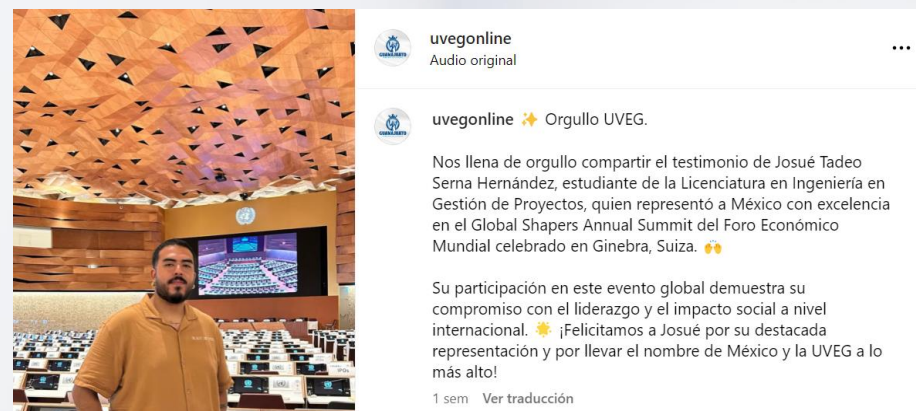 uvegonline
Audio original
uvegonline ✨ Orgullo UVEG.
Nos llena de orgullo compartir el testimonio de Josué Tadeo
Serna Hernández, estudiante de la Licenciatura en Ingeniería en
Gestión de Proyectos, quien representó a México con excelencia
en el Global Shapers Annual Summit del Foro Económico
Mundial celebrado en Ginebra, Suiza. 🙌
Su participación en este evento global demuestra su
compromiso con el liderazgo y el impacto social a nivel
internacional. 🌟 ¡Felicitamos a Josué por su destacada
representación y por llevar el nombre de México y la UVEG a lo
más alto!
1 sem Ver traducción